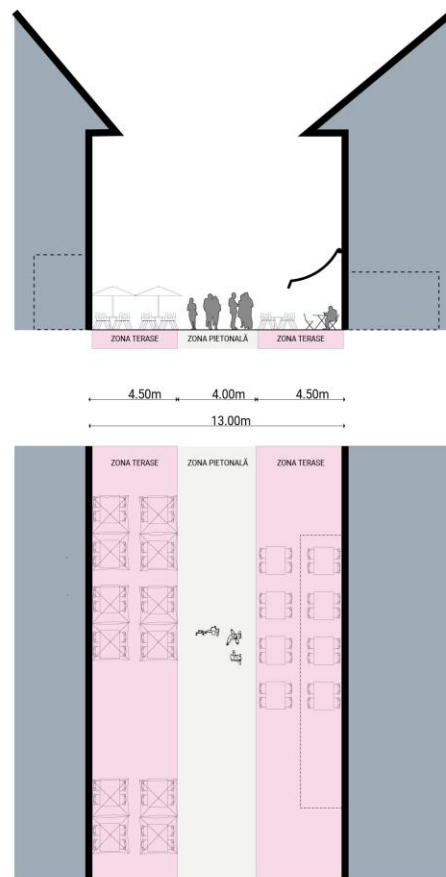 ZONA TERASE
ZONA PIETONALĂ
ZONA TERASE
4.50m
4.00m
4.50m
13.00m
ZONA TERASE
ZONA PIETONALĂ
ZONA TERASE